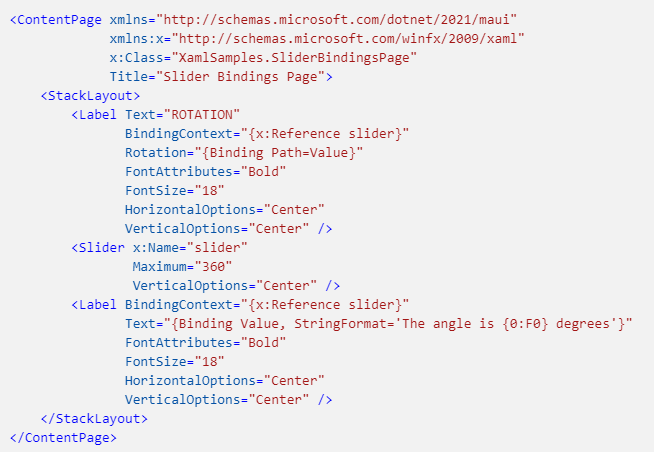 <ContentPage xmlns="http://schemas.microsoft.com/dotnet/2021/maui"
             xmlns:x="http://schemas.microsoft.com/winfx/2009/xaml"
             x:Class="XamlSamples.SliderBindingsPage"
             Title="Slider Bindings Page">
    <StackLayout>
        <Label Text="ROTATION"
               BindingContext="{x:Reference slider}"
               Rotation="{Binding Path=Value}"
               FontAttributes="Bold"
               FontSize="18"
               HorizontalOptions="Center"
               VerticalOptions="Center" />
        <Slider x:Name="slider"
                Maximum="360"
                VerticalOptions="Center" />
        <Label BindingContext="{x:Reference slider}"
               Text="{Binding Value, StringFormat='The angle is {0:F0} degrees'}"
               FontAttributes="Bold"
               FontSize="18"
               HorizontalOptions="Center"
               VerticalOptions="Center" />
    </StackLayout>
</ContentPage>